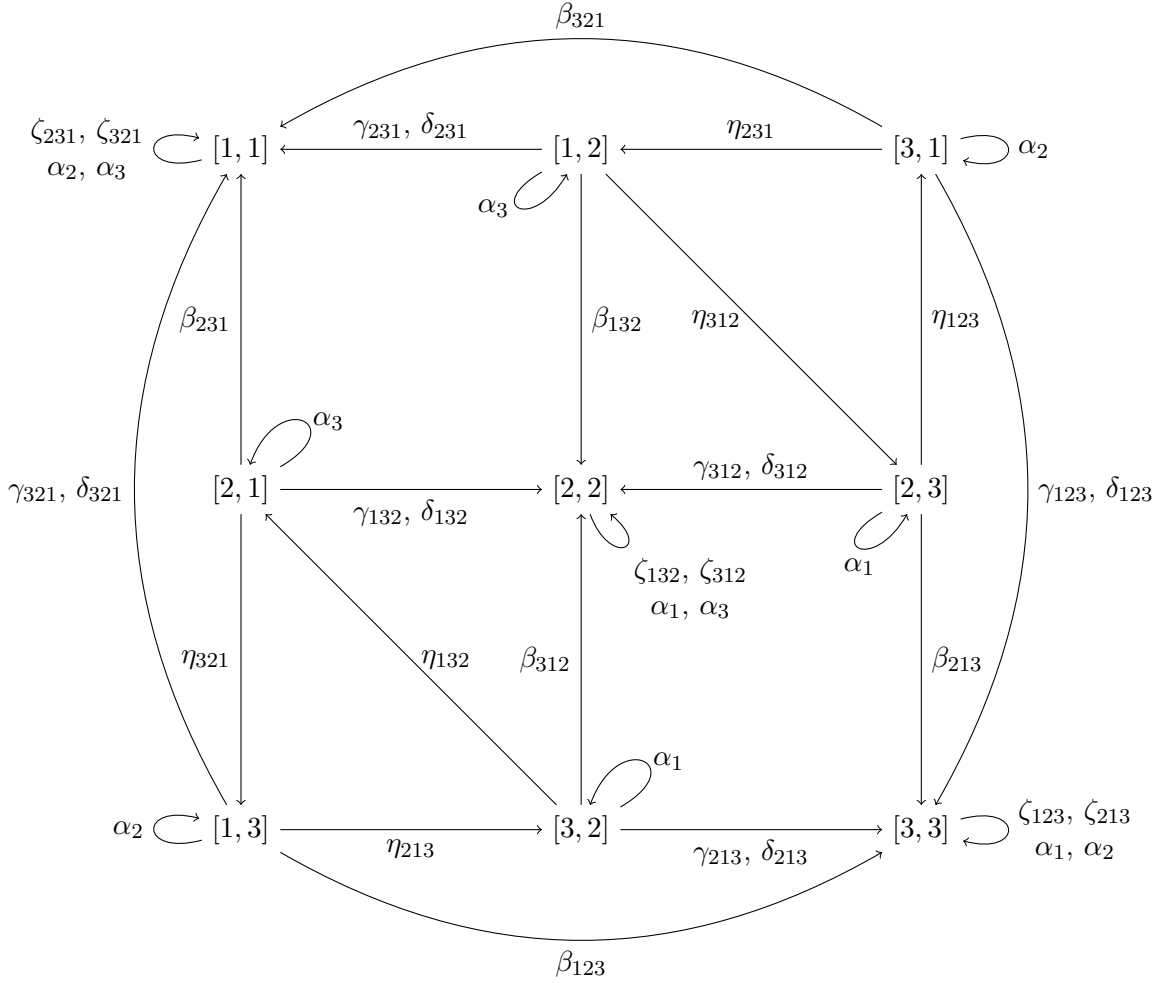 β₃₂₁
ζ₂₃₁, ζ₃₂₁
α₂, α₃
[1, 1]
γ₂₃₁, δ₂₃₁
[1, 2]
η₂₃₁
[3, 1]
α₂
α₃
β₂₃₁
β₁₃₂
η₃₁₂
η₁₂₃
α₃
γ₃₂₁, δ₃₂₁
[2, 1]
γ₁₃₂, δ₁₃₂
[2, 2]
γ₃₁₂, δ₃₁₂
[2, 3]
γ₁₂₃, δ₁₂₃
α₁
ζ₁₃₂, ζ₃₁₂
α₁, α₃
η₃₂₁
η₁₃₂
β₃₁₂
β₂₁₃
α₁
α₂
[1, 3]
η₂₁₃
[3, 2]
γ₂₁₃, δ₂₁₃
[3, 3]
ζ₁₂₃, ζ₂₁₃
α₁, α₂
β₁₂₃